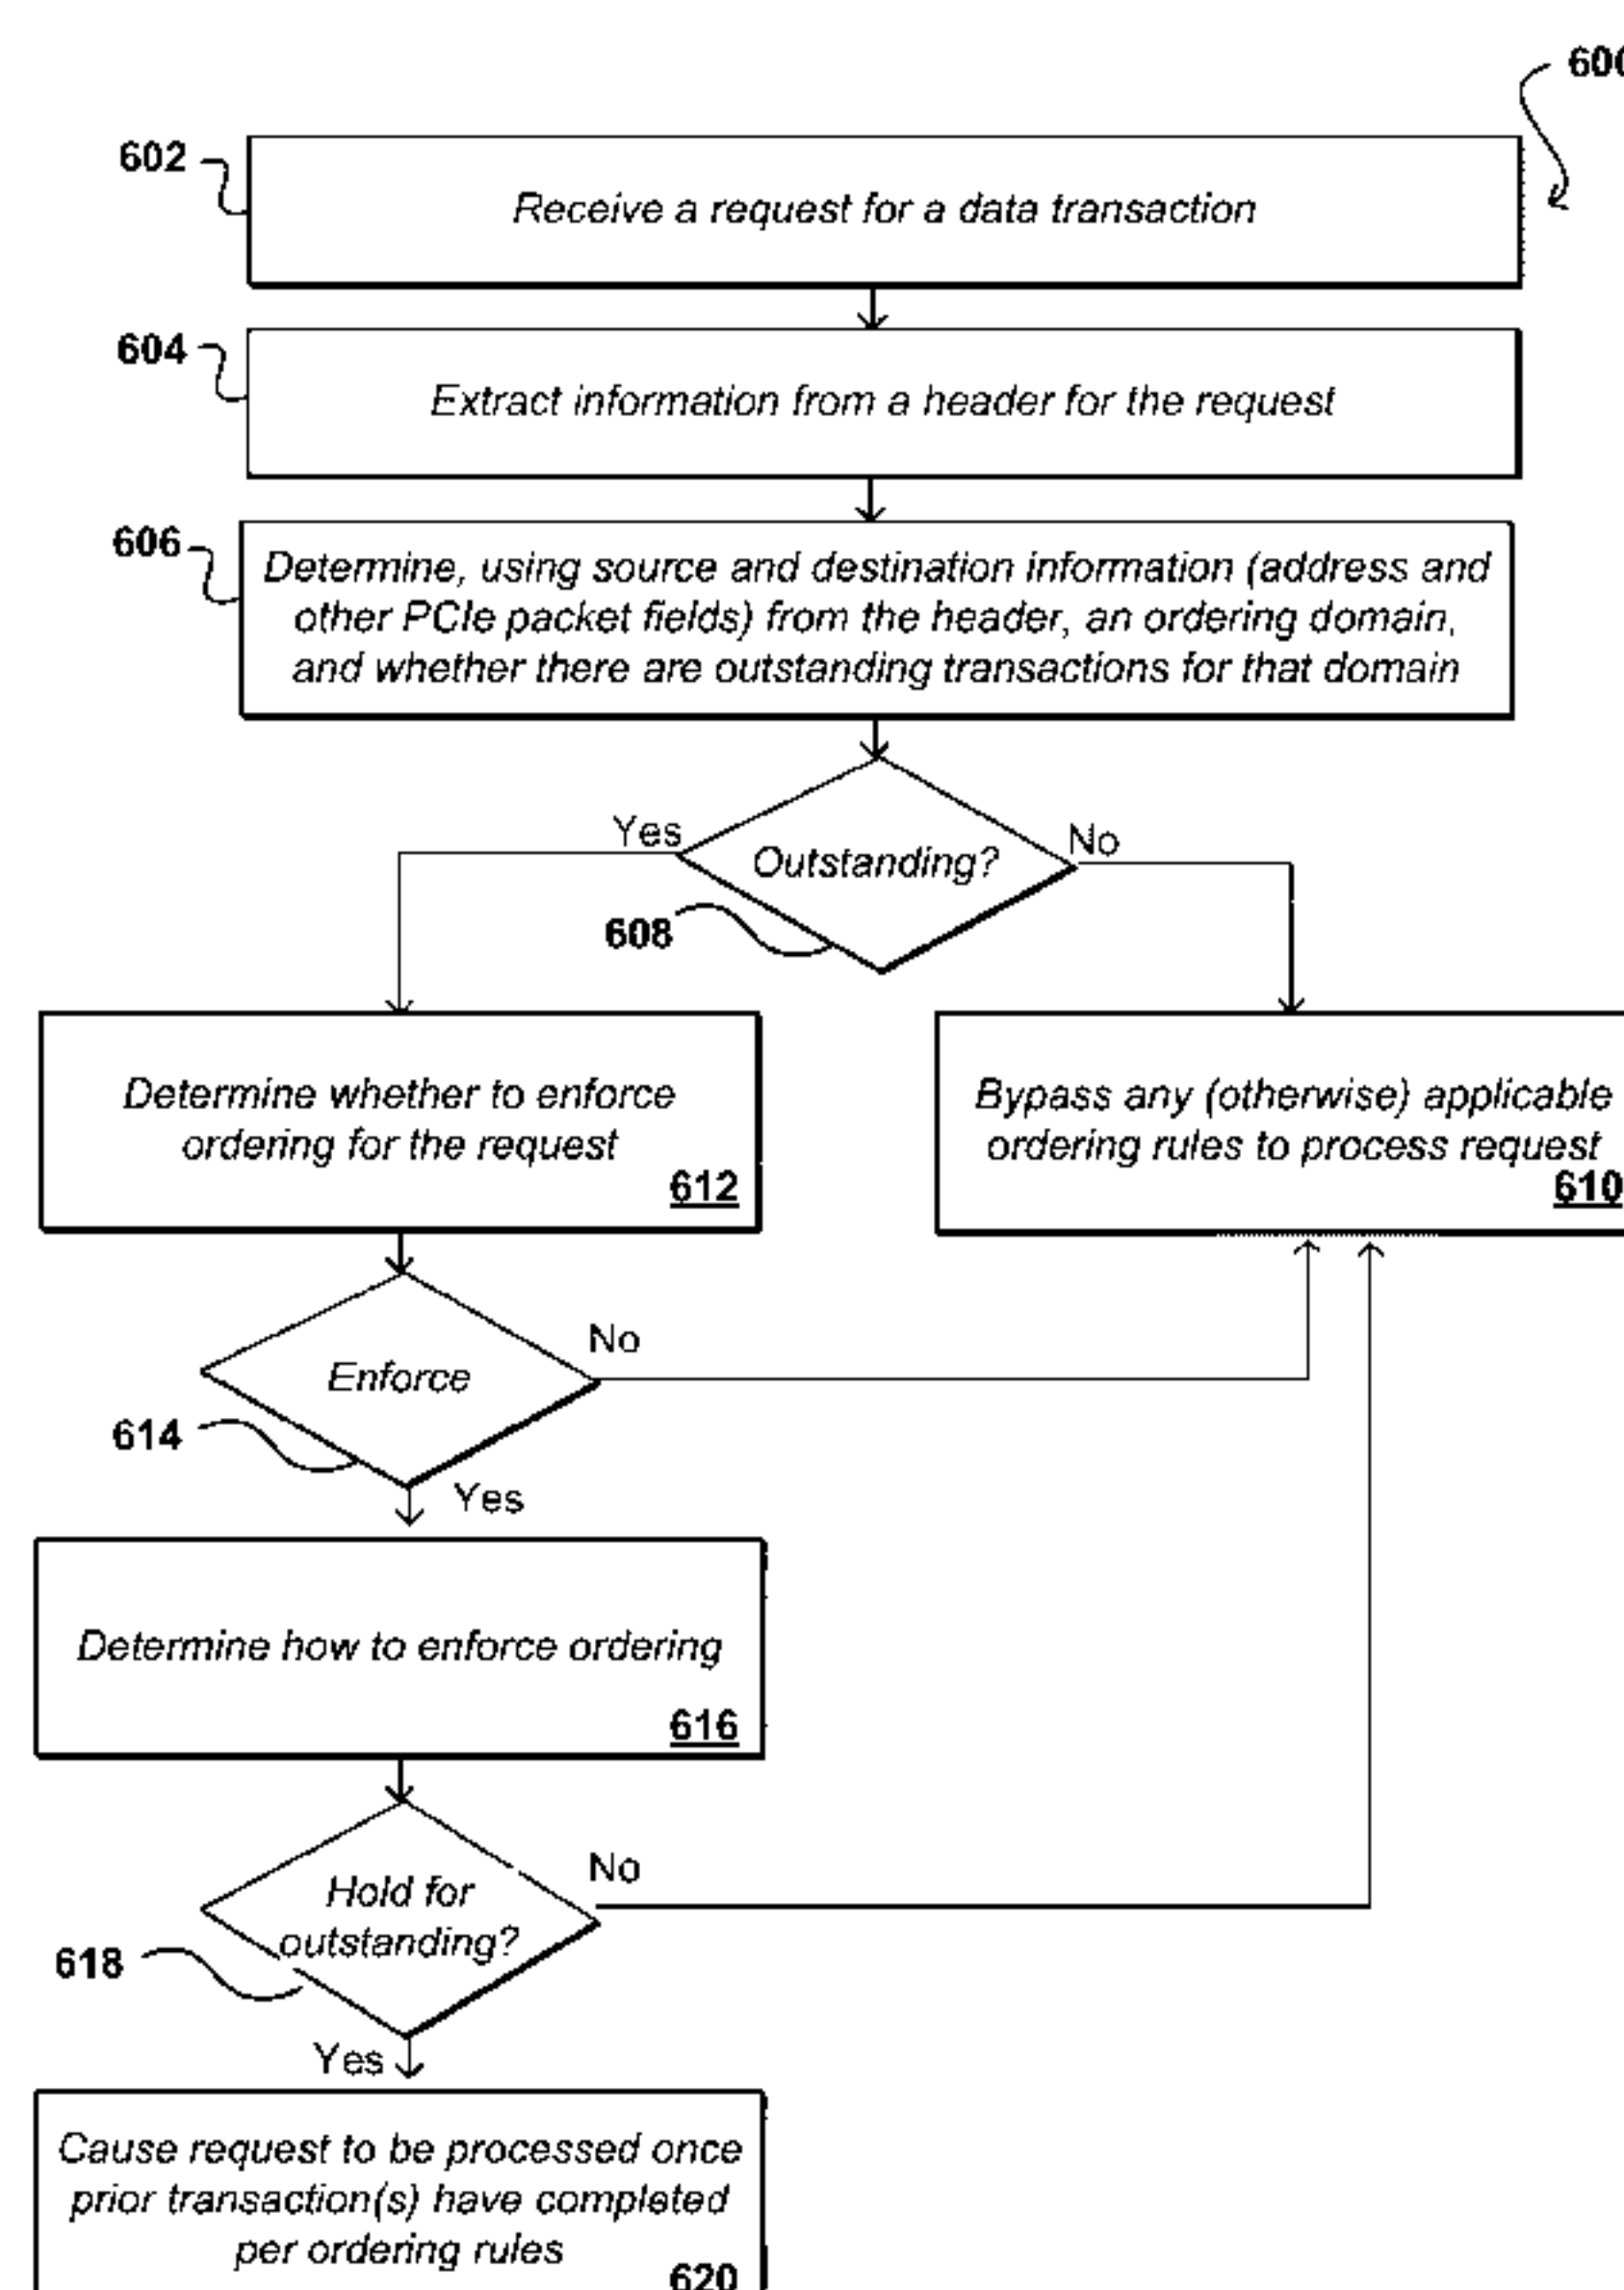 600
602
Receive a request for a data transaction
604
Extract information from a header for the request
606
Determine, using source and destination information (address and
other PCIe packet fields) from the header, an ordering domain,
and whether there are outstanding transactions for that domain
Yes
Outstanding?
No
608
Determine whether to enforce
ordering for the request
612
Bypass any (otherwise) applicable
ordering rules to process request
610
Enforce
No
614
Yes
Determine how to enforce ordering
616
Hold for
outstanding?
No
618
Yes
Cause request to be processed once
prior transaction(s) have completed
per ordering rules
620